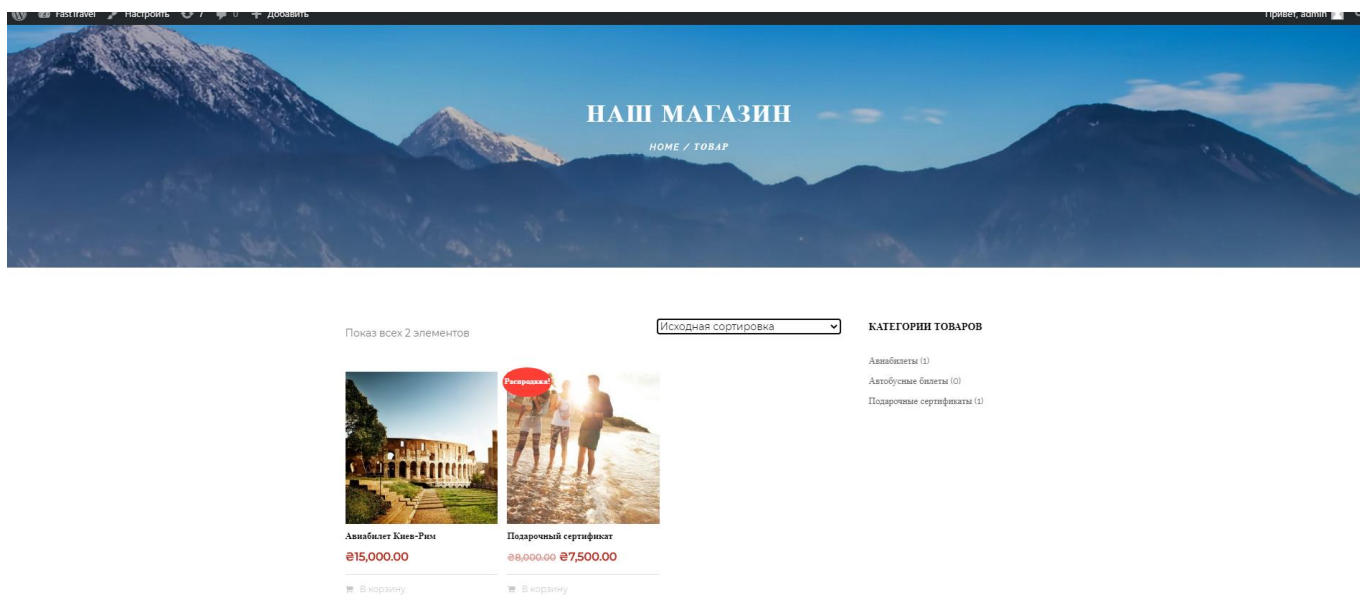 FastTravel Настроить 7 0 Добавить Привет, admin
НАШ МАГАЗИН
HOME / ТОВАР
Показ всех 2 элементов
Исходная сортировка
КАТЕГОРИИ ТОВАРОВ
Авиабилеты (1)
Автобусные билеты (0)
Подарочные сертификаты (1)
Распродажа!
Авиабилет Киев-Рим
₴15,000.00
В корзину
Подарочный сертификат
₴8,000.00 ₴7,500.00
В корзину